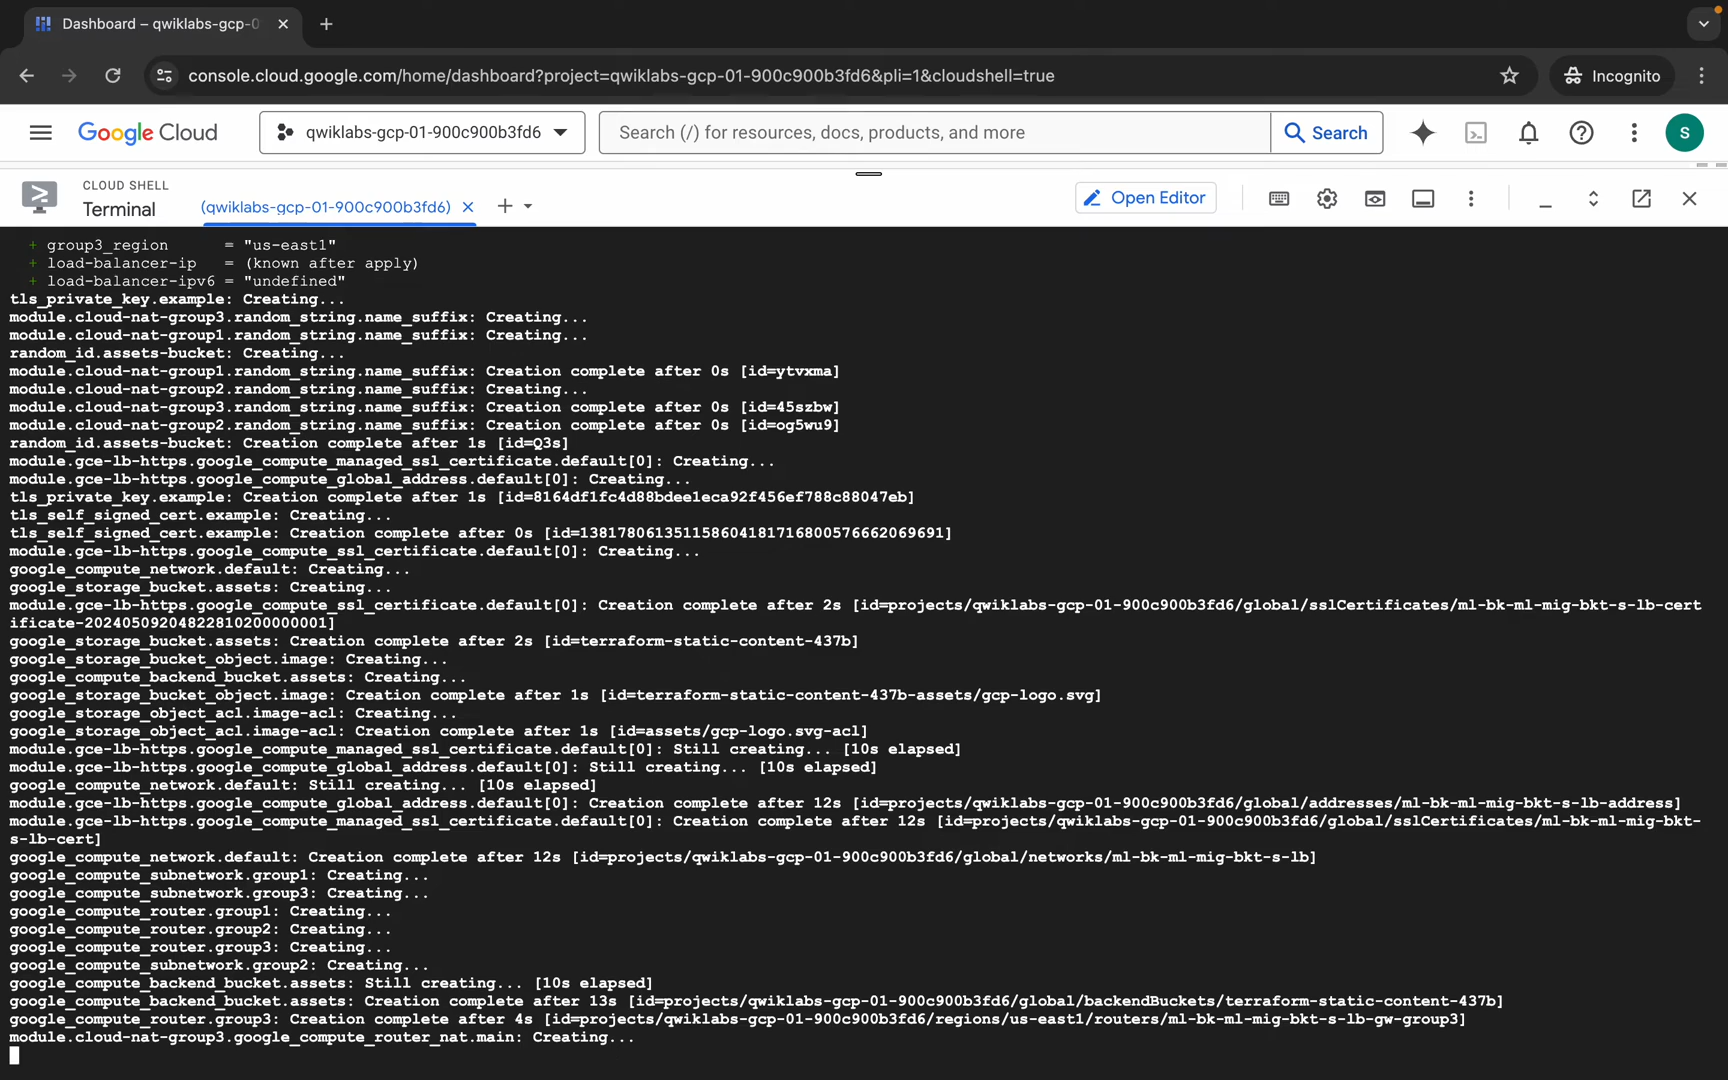 Dashboard – qwiklabs-gcp-0
console.cloud.google.com/home/dashboard?project=qwiklabs-gcp-01-900c900b3fd6&pli=1&cloudshell=true
Incognito
Google Cloud
qwiklabs-gcp-01-900c900b3fd6
Search (/) for resources, docs, products, and more
Search
S
CLOUD SHELL
Terminal
(qwiklabs-gcp-01-900c900b3fd6)
Open Editor
+ group3_region = "us-east1"
+ load-balancer-ip = (known after apply)
+ load-balancer-ipv6 = "undefined"
tls_private_key.example: Creating...
module.cloud-nat-group3.random_string.name_suffix: Creating...
module.cloud-nat-group1.random_string.name_suffix: Creating...
random_id.assets-bucket: Creating...
module.cloud-nat-group1.random_string.name_suffix: Creation complete after 0s [id=ytvxma]
module.cloud-nat-group2.random_string.name_suffix: Creating...
module.cloud-nat-group3.random_string.name_suffix: Creation complete after 0s [id=45szbw]
module.cloud-nat-group2.random_string.name_suffix: Creation complete after 0s [id=og5wu9]
random_id.assets-bucket: Creation complete after 1s [id=Q3s]
module.gce-lb-https.google_compute_managed_ssl_certificate.default[0]: Creating...
module.gce-lb-https.google_compute_global_address.default[0]: Creating...
tls_private_key.example: Creation complete after 1s [id=8164df1fc4d88bdee1eca92f456ef788c88047eb]
tls_self_signed_cert.example: Creating...
tls_self_signed_cert.example: Creation complete after 0s [id=138178061351158604181716800576662069691]
module.gce-lb-https.google_compute_ssl_certificate.default[0]: Creating...
google_compute_network.default: Creating...
google_storage_bucket.assets: Creating...
module.gce-lb-https.google_compute_ssl_certificate.default[0]: Creation complete after 2s [id=projects/qwiklabs-gcp-01-900c900b3fd6/global/sslCertificates/ml-bk-ml-mig-bkt-s-lb-cert
ificate-20240509204822810200000001]
google_storage_bucket.assets: Creation complete after 2s [id=terraform-static-content-437b]
google_storage_bucket_object.image: Creating...
google_compute_backend_bucket.assets: Creating...
google_storage_bucket_object.image: Creation complete after 1s [id=terraform-static-content-437b-assets/gcp-logo.svg]
google_storage_object_acl.image-acl: Creating...
google_storage_object_acl.image-acl: Creation complete after 1s [id=assets/gcp-logo.svg-acl]
module.gce-lb-https.google_compute_managed_ssl_certificate.default[0]: Still creating... [10s elapsed]
module.gce-lb-https.google_compute_global_address.default[0]: Still creating... [10s elapsed]
google_compute_network.default: Still creating... [10s elapsed]
module.gce-lb-https.google_compute_global_address.default[0]: Creation complete after 12s [id=projects/qwiklabs-gcp-01-900c900b3fd6/global/addresses/ml-bk-ml-mig-bkt-s-lb-address]
module.gce-lb-https.google_compute_managed_ssl_certificate.default[0]: Creation complete after 12s [id=projects/qwiklabs-gcp-01-900c900b3fd6/global/sslCertificates/ml-bk-ml-mig-bkt-
s-lb-cert]
google_compute_network.default: Creation complete after 12s [id=projects/qwiklabs-gcp-01-900c900b3fd6/global/networks/ml-bk-ml-mig-bkt-s-lb]
google_compute_subnetwork.group1: Creating...
google_compute_subnetwork.group3: Creating...
google_compute_router.group1: Creating...
google_compute_router.group2: Creating...
google_compute_router.group3: Creating...
google_compute_subnetwork.group2: Creating...
google_compute_backend_bucket.assets: Still creating... [10s elapsed]
google_compute_backend_bucket.assets: Creation complete after 13s [id=projects/qwiklabs-gcp-01-900c900b3fd6/global/backendBuckets/terraform-static-content-437b]
google_compute_router.group3: Creation complete after 4s [id=projects/qwiklabs-gcp-01-900c900b3fd6/regions/us-east1/routers/ml-bk-ml-mig-bkt-s-lb-gw-group3]
module.cloud-nat-group3.google_compute_router_nat.main: Creating...